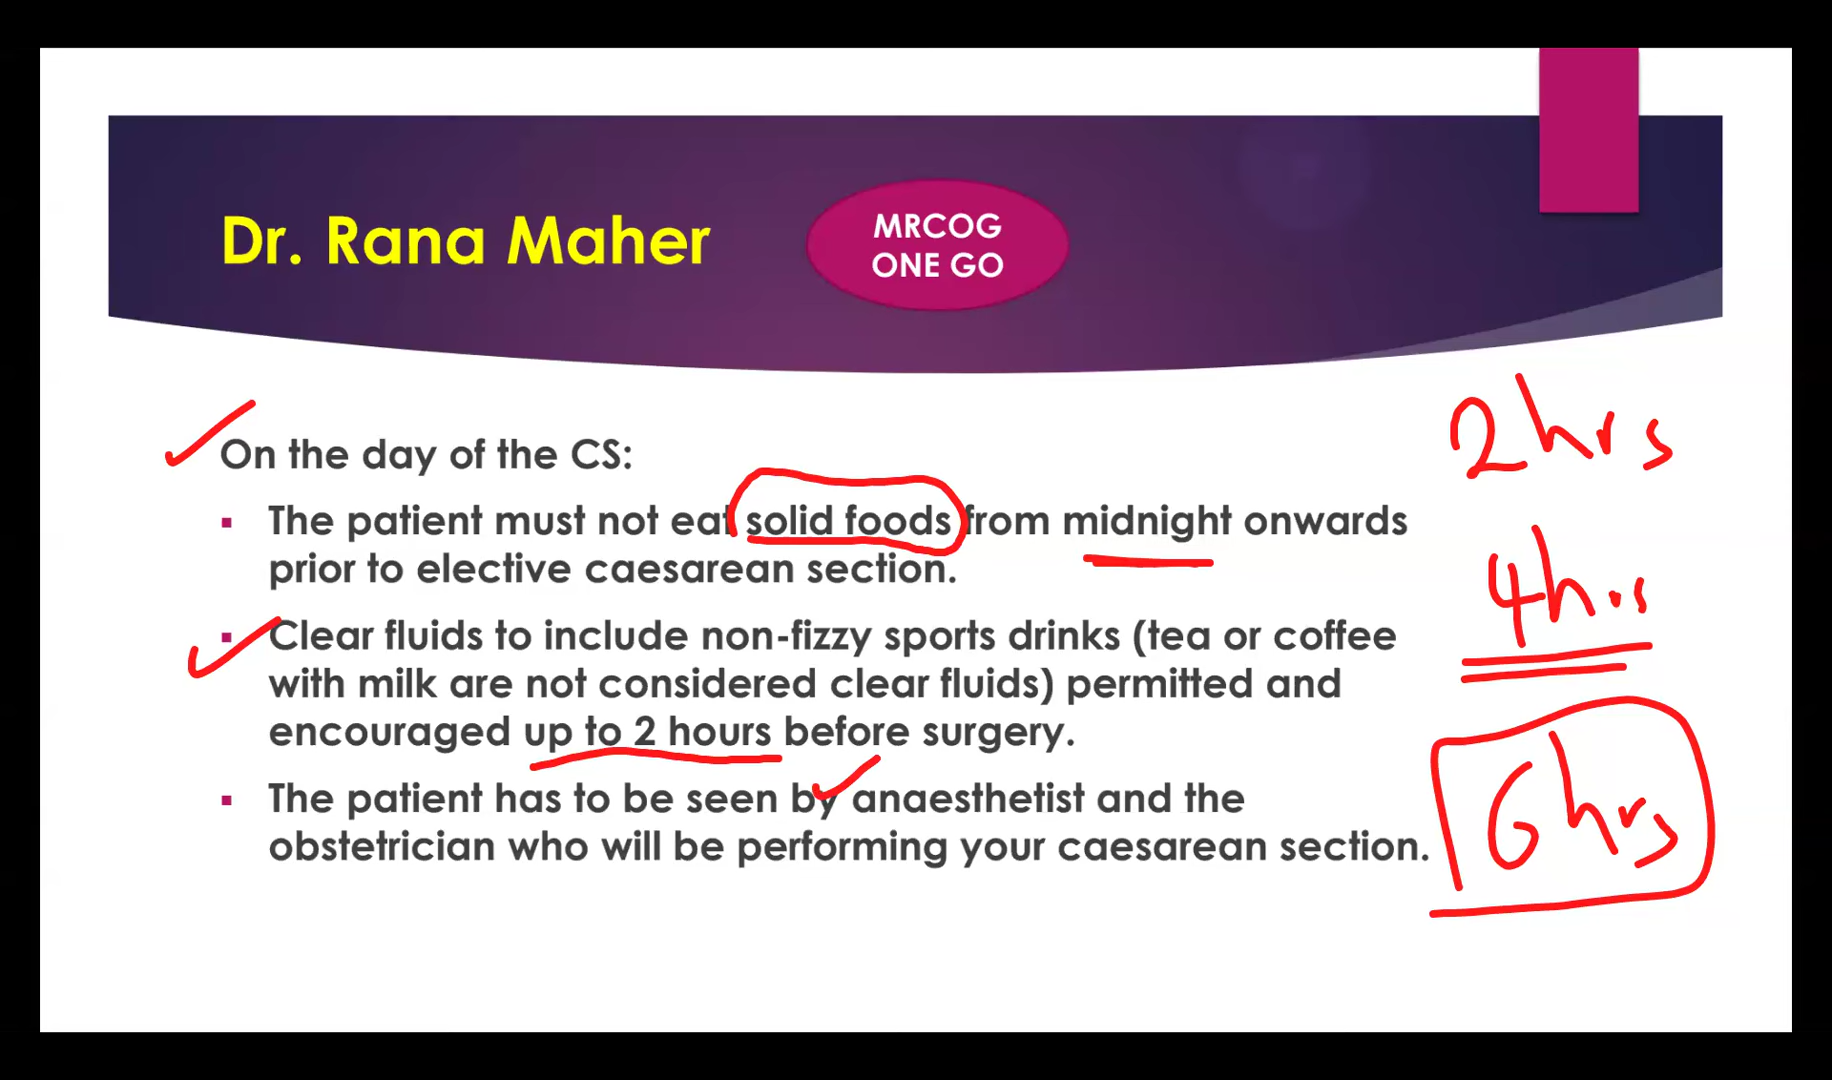 Dr. Rana Maher
MRCOG
ONE GO
On the day of the CS:
▪ The patient must not eat solid foods from midnight onwards
prior to elective caesarean section.
▪ Clear fluids to include non-fizzy sports drinks (tea or coffee
with milk are not considered clear fluids) permitted and
encouraged up to 2 hours before surgery.
▪ The patient has to be seen by anaesthetist and the
obstetrician who will be performing your caesarean section.
2hrs
4hrs
6hrs